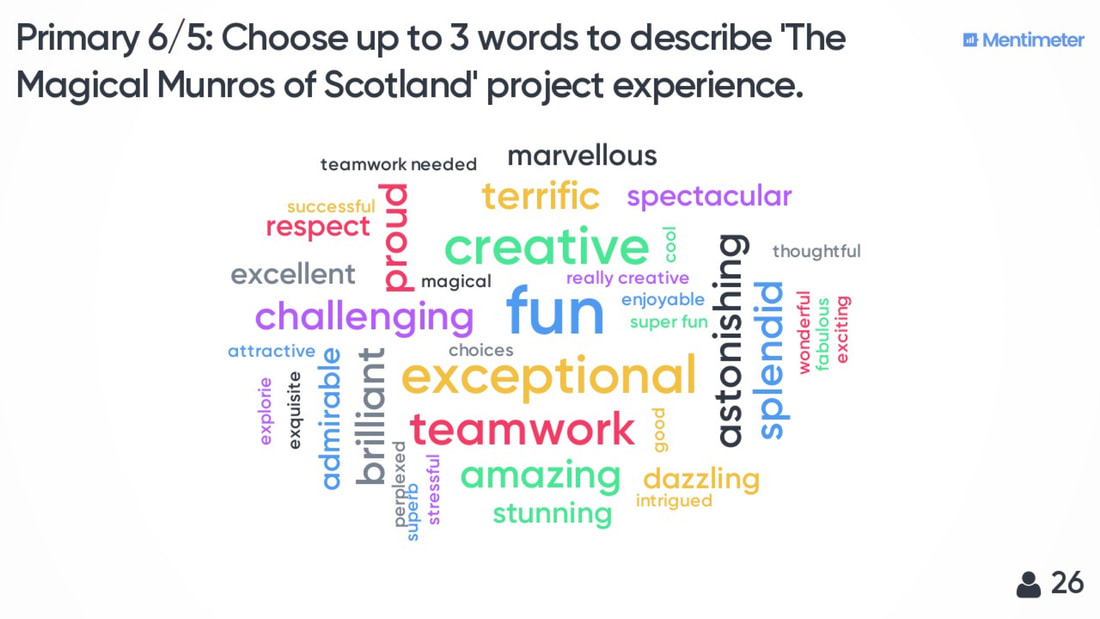 Primary 6/5: Choose up to 3 words to describe 'The
Magical Munros of Scotland' project experience.
Mentimeter
teamwork needed
marvellous
successful
proud
terrific
spectacular
respect
creative
cool
astonishing
thoughtful
excellent
magical
really creative
challenging
fun
enjoyable
super fun
splendid
wonderful
fabulous
exciting
attractive
choices
explorie
exquisite
admirable
brilliant
exceptional
teamwork
good
perplexed
superb
stressful
amazing
dazzling
intrigued
stunning
26